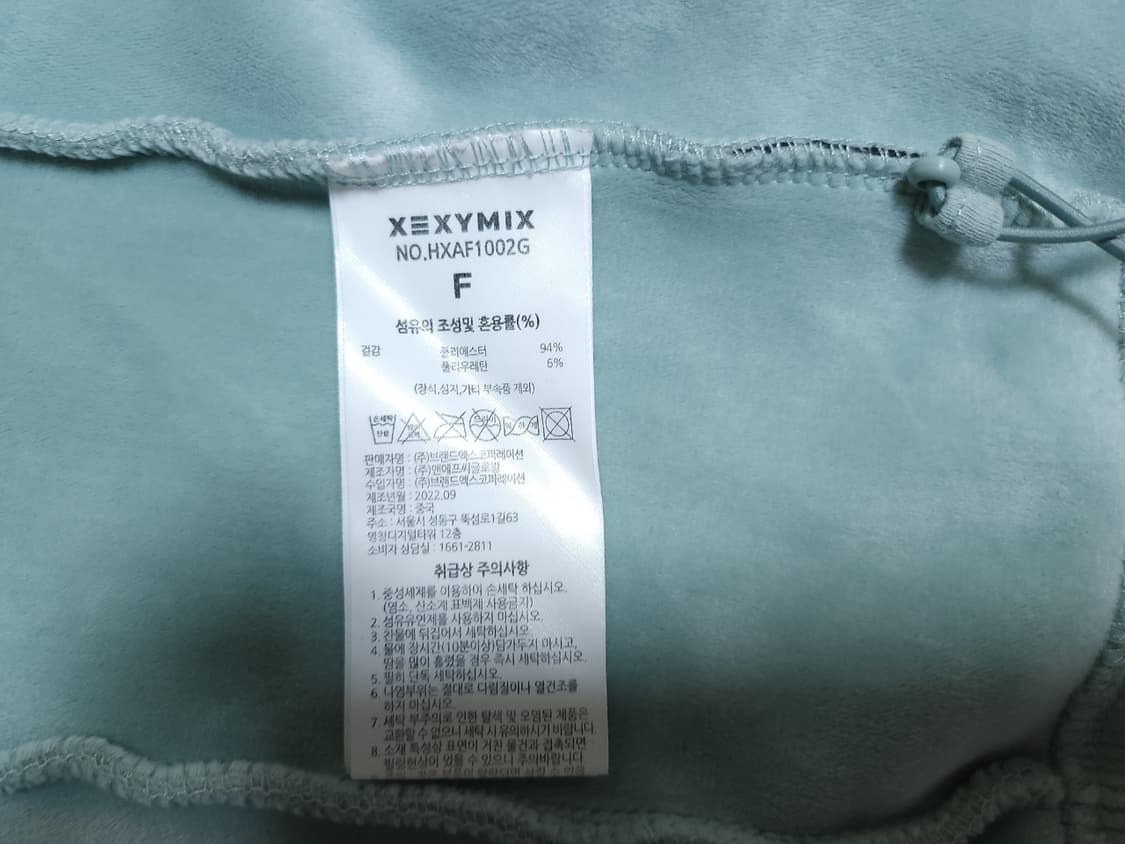 XEXYMIX
NO.HXAF1002G
F
섬유의 조성및 혼용률(%)
겉감 폴리에스터 94%
폴리우레탄 6%
(장식,심지,기타 부속품 제외)
손세탁
판매자명 : (주)브랜드엑스코퍼레이션
제조자명 : (주)앤에프씨글로발
수입자명 : (주)브랜드엑스코퍼레이션
제조년월 : 2022.09
제조국명 : 중국
주소 : 서울시 성동구 뚝섬로1길63
영창디지털타워 12층
소비자 상담실 : 1661-2811
취급상 주의사항
1. 중성세제를 이용하여 손세탁 하십시오.
(염소, 산소계 표백제 사용금지)
2. 섬유유연제를 사용하지 마십시오.
3. 찬물에 뒤집어서 세탁하십시오.
4. 물에 장시간(10분이상)담가두지 마시고,
땀을 많이 흘렸을 경우 즉시 세탁하십시오.
5. 필히 단독 세탁하십시오.
6. 나염부위는 절대로 다림질이나 열건조를
하지 마십시오.
7. 세탁 부주의로 인한 탈색 및 오염된 제품은
교환할 수 없으니 세탁 시 유의하시기 바랍니다.
8. 소재 특성상 표면이 거친 물건과 접촉되면
필링현상이 있을 수 있으니 주의바랍니다.